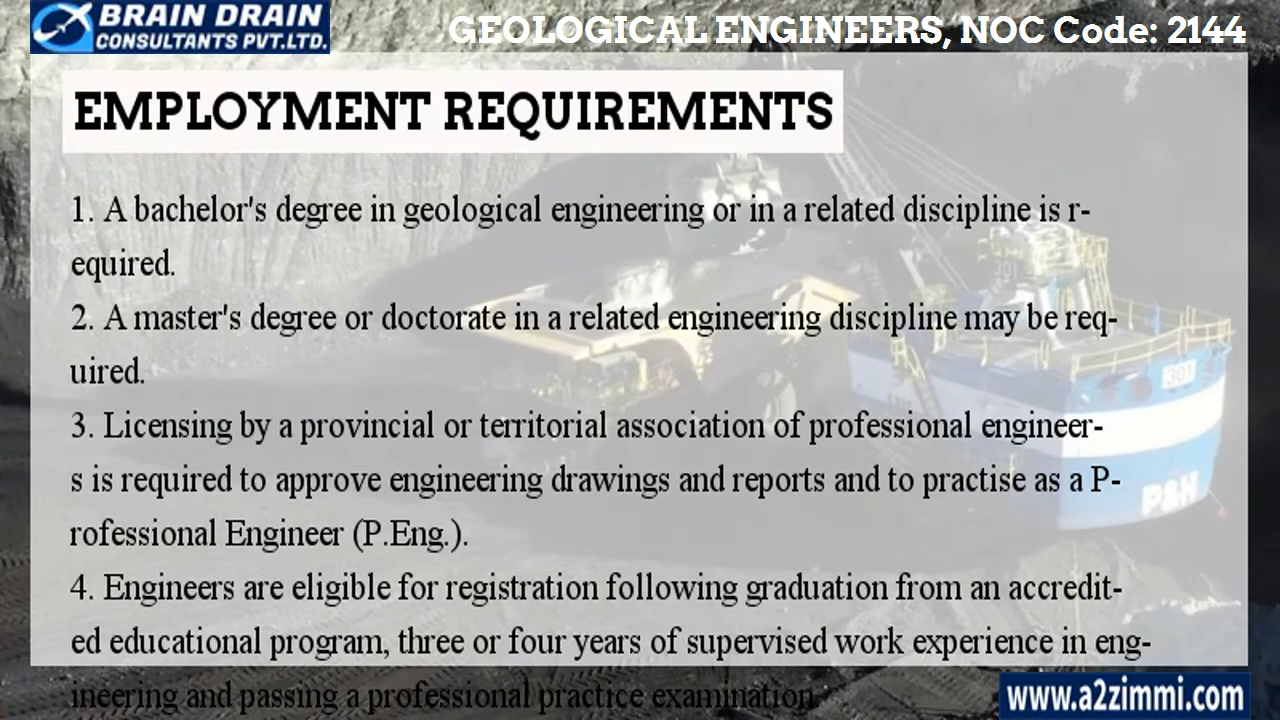 BRAIN DRAIN
CONSULTANTS PVT.LTD.
GEOLOGICAL ENGINEERS, NOC Code: 2144
EMPLOYMENT REQUIREMENTS
1. A bachelor's degree in geological engineering or in a related discipline is r-
equired.
2. A master's degree or doctorate in a related engineering discipline may be req-
uired.
3. Licensing by a provincial or territorial association of professional engineer-
s is required to approve engineering drawings and reports and to practise as a P-
rofessional Engineer (P.Eng.).
4. Engineers are eligible for registration following graduation from an accredit-
ed educational program, three or four years of supervised work experience in eng-
ineering and passing a professional practice examination.
301
P&H
www.a2zimmi.com